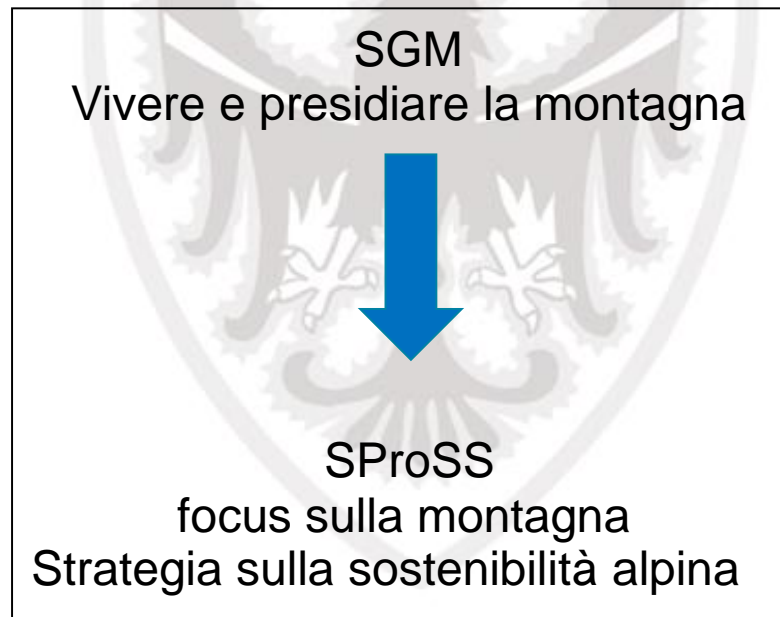 SGM
Vivere e presidiare la montagna
SProSS
focus sulla montagna
Strategia sulla sostenibilità alpina